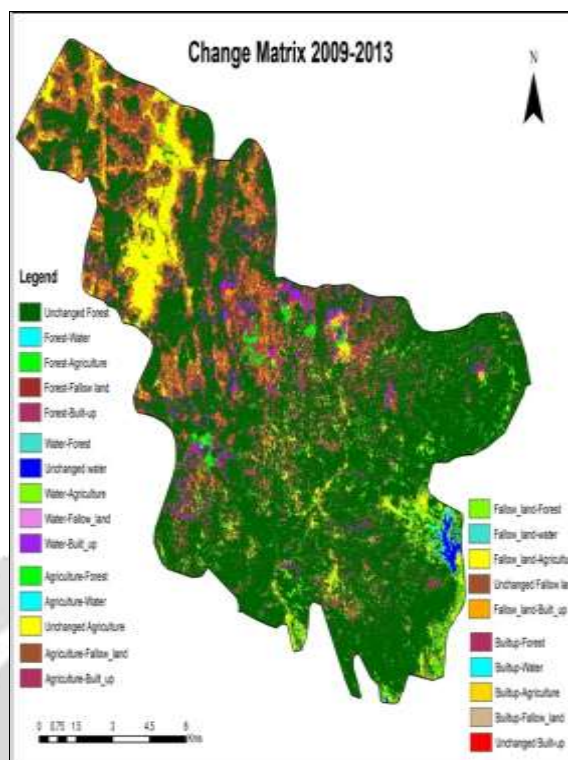 Change Matrix 2009-2013
N
Legend
Unchanged Forest
Forest-Water
Forest-Agriculture
Forest-Fallow land
Forest-Built-up
Water-Forest
Unchanged water
Water-Agriculture
Water-Fallow_land
Water-Built_up
Agriculture-Forest
Agriculture-Water
Unchanged Agriculture
Agriculture-Fallow_land
Agriculture-Built_up
Fallow_land-Forest
Fallow_land-water
Fallow_land-Agricultu
Unchanged Fallow lan
Fallow_land-Built_up
Builtup-Forest
Builtup-Water
Builtup-Agriculture
Builtup-Fallow_land
Unchanged Built-up
0 0.75 1.5 3 4.5 6